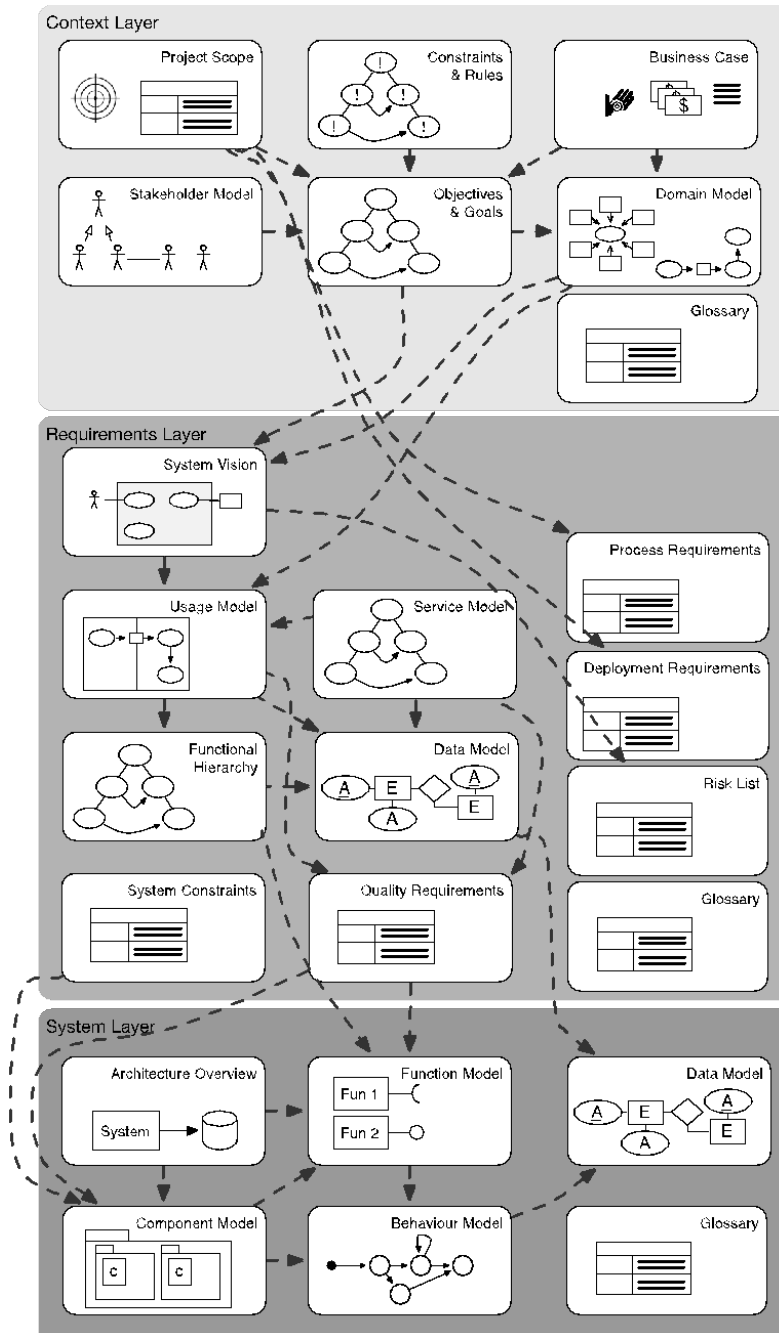 Context Layer
Project Scope
Constraints
& Rules
!
!
!
!
!
Business Case
$
$
$
Stakeholder Model
Objectives
& Goals
Domain Model
Glossary
Requirements Layer
System Vision
Process Requirements
Usage Model
Service Model
Deployment Requirements
Functional
Hierarchy
Data Model
A
E
A
A
E
Risk List
System Constraints
Quality Requirements
Glossary
System Layer
Architecture Overview
System
Function Model
Fun 1
Fun 2
Data Model
A
E
A
A
E
Component Model
C
C
Behaviour Model
Glossary